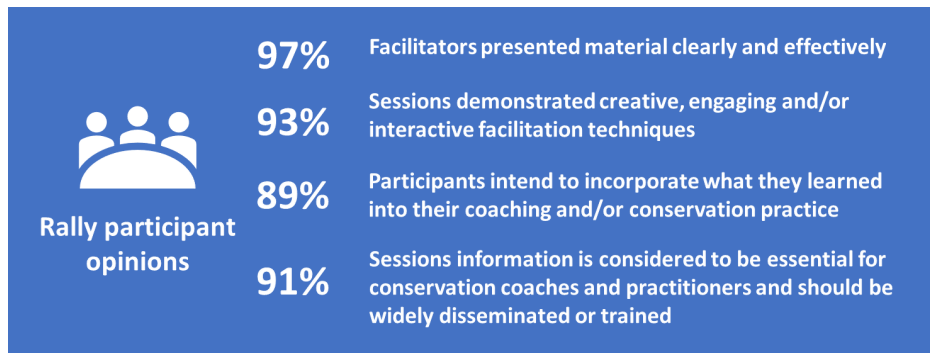 Rally participant
opinions
97%
Facilitators presented material clearly and effectively
93%
Sessions demonstrated creative, engaging and/or
interactive facilitation techniques
89%
Participants intend to incorporate what they learned
into their coaching and/or conservation practice
91%
Sessions information is considered to be essential for
conservation coaches and practitioners and should be
widely disseminated or trained